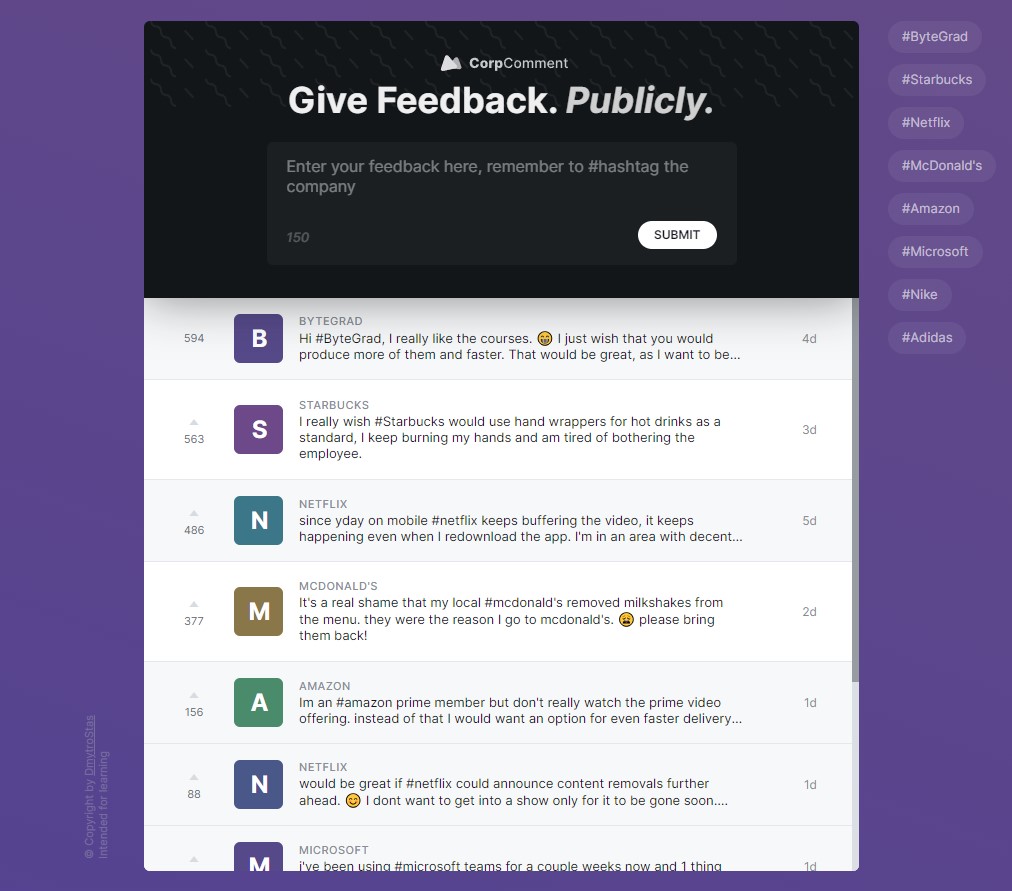 CorpComment
Give Feedback. Publicly.
Enter your feedback here, remember to #hashtag the
company
150
SUBMIT
594
B
BYTEGRAD
Hi #ByteGrad, I really like the courses. 😁 I just wish that you would
produce more of them and faster. That would be great, as I want to be...
4d
563
S
STARBUCKS
I really wish #Starbucks would use hand wrappers for hot drinks as a
standard, I keep burning my hands and am tired of bothering the
employee.
3d
486
N
NETFLIX
since yday on mobile #netflix keeps buffering the video, it keeps
happening even when I redownload the app. I'm in an area with decent...
5d
377
M
MCDONALD'S
It's a real shame that my local #mcdonald's removed milkshakes from
the menu. they were the reason I go to mcdonald's. 😩 please bring
them back!
2d
156
A
AMAZON
Im an #amazon prime member but don't really watch the prime video
offering. instead of that I would want an option for even faster delivery...
1d
88
N
NETFLIX
would be great if #netflix could announce content removals further
ahead. 😊 I dont want to get into a show only for it to be gone soon....
1d
M
MICROSOFT
i've been using #microsoft teams for a couple weeks now and 1 thing
1d
#ByteGrad
#Starbucks
#Netflix
#McDonald's
#Amazon
#Microsoft
#Nike
#Adidas
© Copyright by DmytroStas
Intended for learning